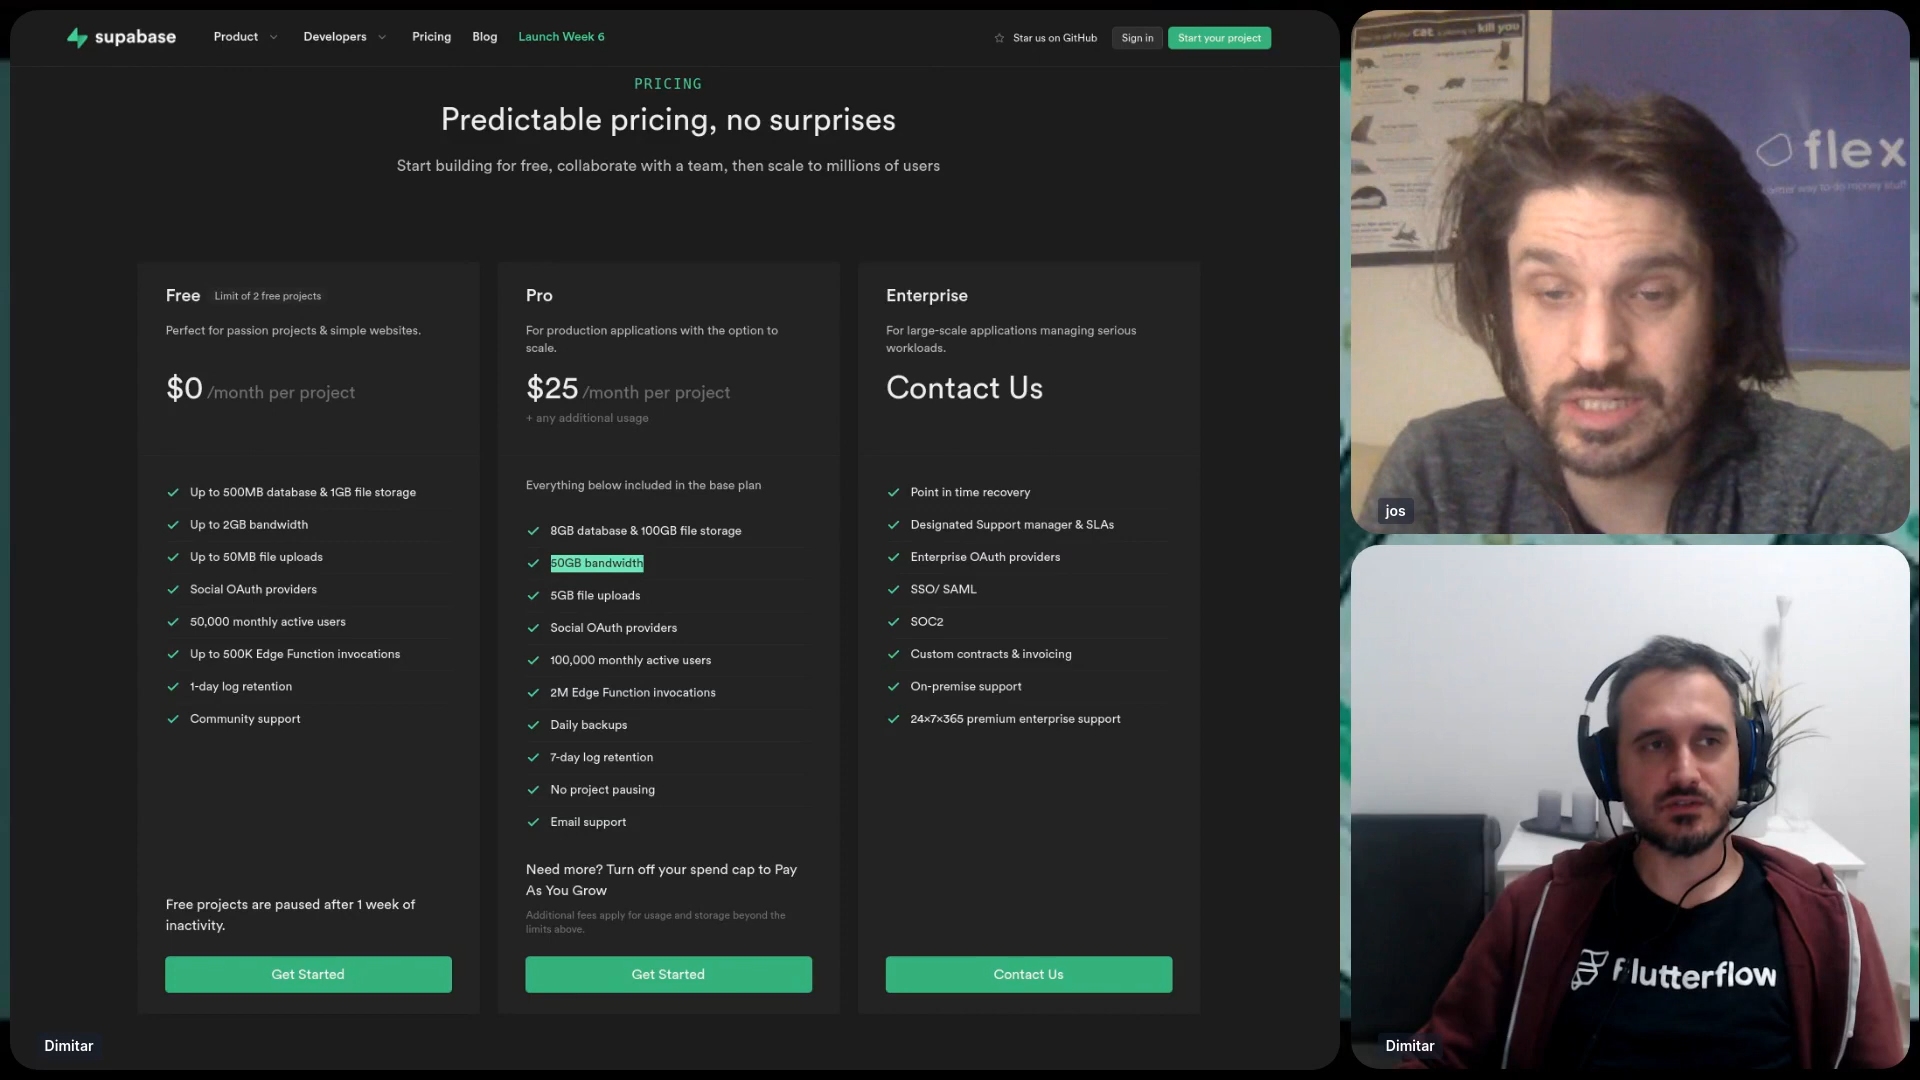 supabase
Product
Developers
Pricing
Blog
Launch Week 6
Star us on GitHub
Sign in
Start your project
PRICING
Predictable pricing, no surprises
Start building for free, collaborate with a team, then scale to millions of users
Free
Limit of 2 free projects
Perfect for passion projects & simple websites.
$0 /month per project
Up to 500MB database & 1GB file storage
Up to 2GB bandwidth
Up to 50MB file uploads
Social OAuth providers
50,000 monthly active users
Up to 500K Edge Function invocations
1-day log retention
Community support
Free projects are paused after 1 week of
inactivity.
Get Started
Pro
For production applications with the option to
scale.
$25 /month per project
+ any additional usage
Everything below included in the base plan
8GB database & 100GB file storage
50GB bandwidth
5GB file uploads
Social OAuth providers
100,000 monthly active users
2M Edge Function invocations
Daily backups
7-day log retention
No project pausing
Email support
Need more? Turn off your spend cap to Pay
As You Grow
Additional fees apply for usage and storage beyond the
limits above.
Get Started
Enterprise
For large-scale applications managing serious
workloads.
Contact Us
Point in time recovery
Designated Support manager & SLAs
Enterprise OAuth providers
SSO/ SAML
SOC2
Custom contracts & invoicing
On-premise support
24×7×365 premium enterprise support
Contact Us
Dimitar
cat
kill you
flex
better way to do money stuff
jos
Flutterflow
Dimitar